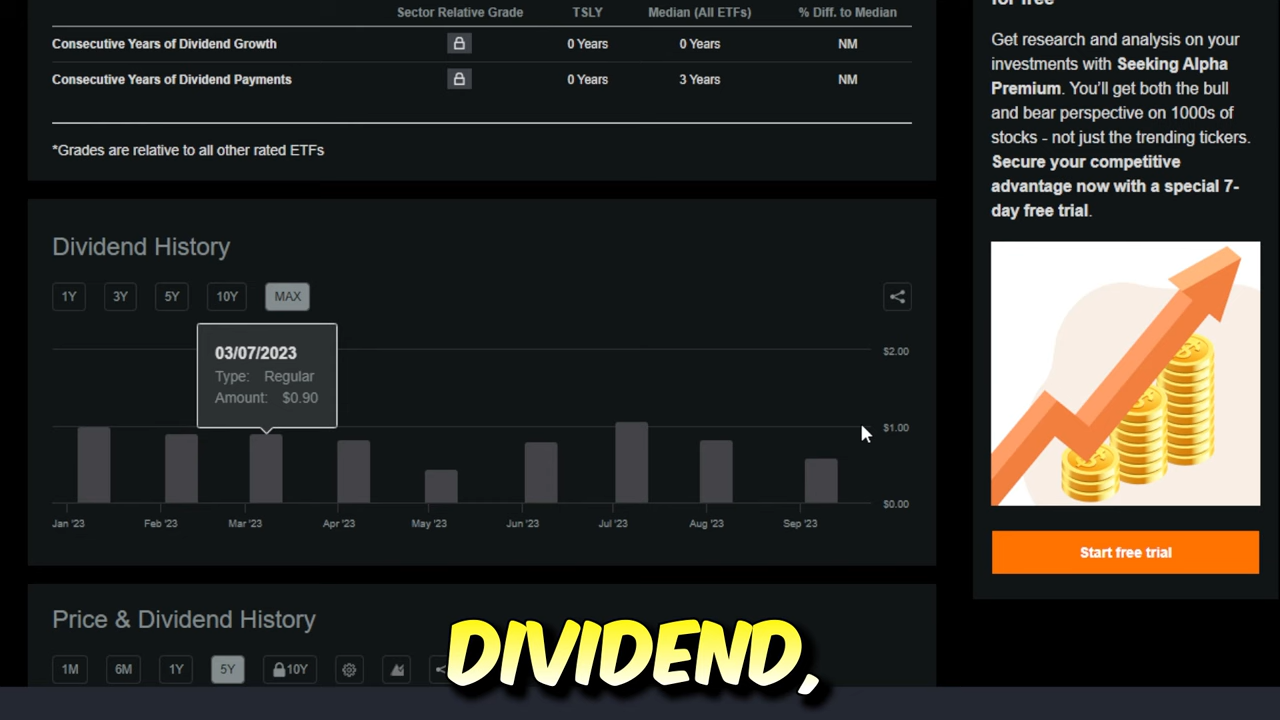 Sector Relative Grade TSLY Median (All ETFs) % Diff. to Median
Consecutive Years of Dividend Growth 0 Years 0 Years NM
Consecutive Years of Dividend Payments 0 Years 3 Years NM
*Grades are relative to all other rated ETFs
Dividend History
1Y 3Y 5Y 10Y MAX
03/07/2023
Type: Regular
Amount: $0.90
$2.00
$1.00
$0.00
Jan '23 Feb '23 Mar '23 Apr '23 May '23 Jun '23 Jul '23 Aug '23 Sep '23
Price & Dividend History
1M 6M 1Y 5Y 10Y
DIVIDEND,
for free
Get research and analysis on your
investments with Seeking Alpha
Premium. You'll get both the bull
and bear perspective on 1000s of
stocks - not just the trending tickers.
Secure your competitive
advantage now with a special 7-
day free trial.
Start free trial